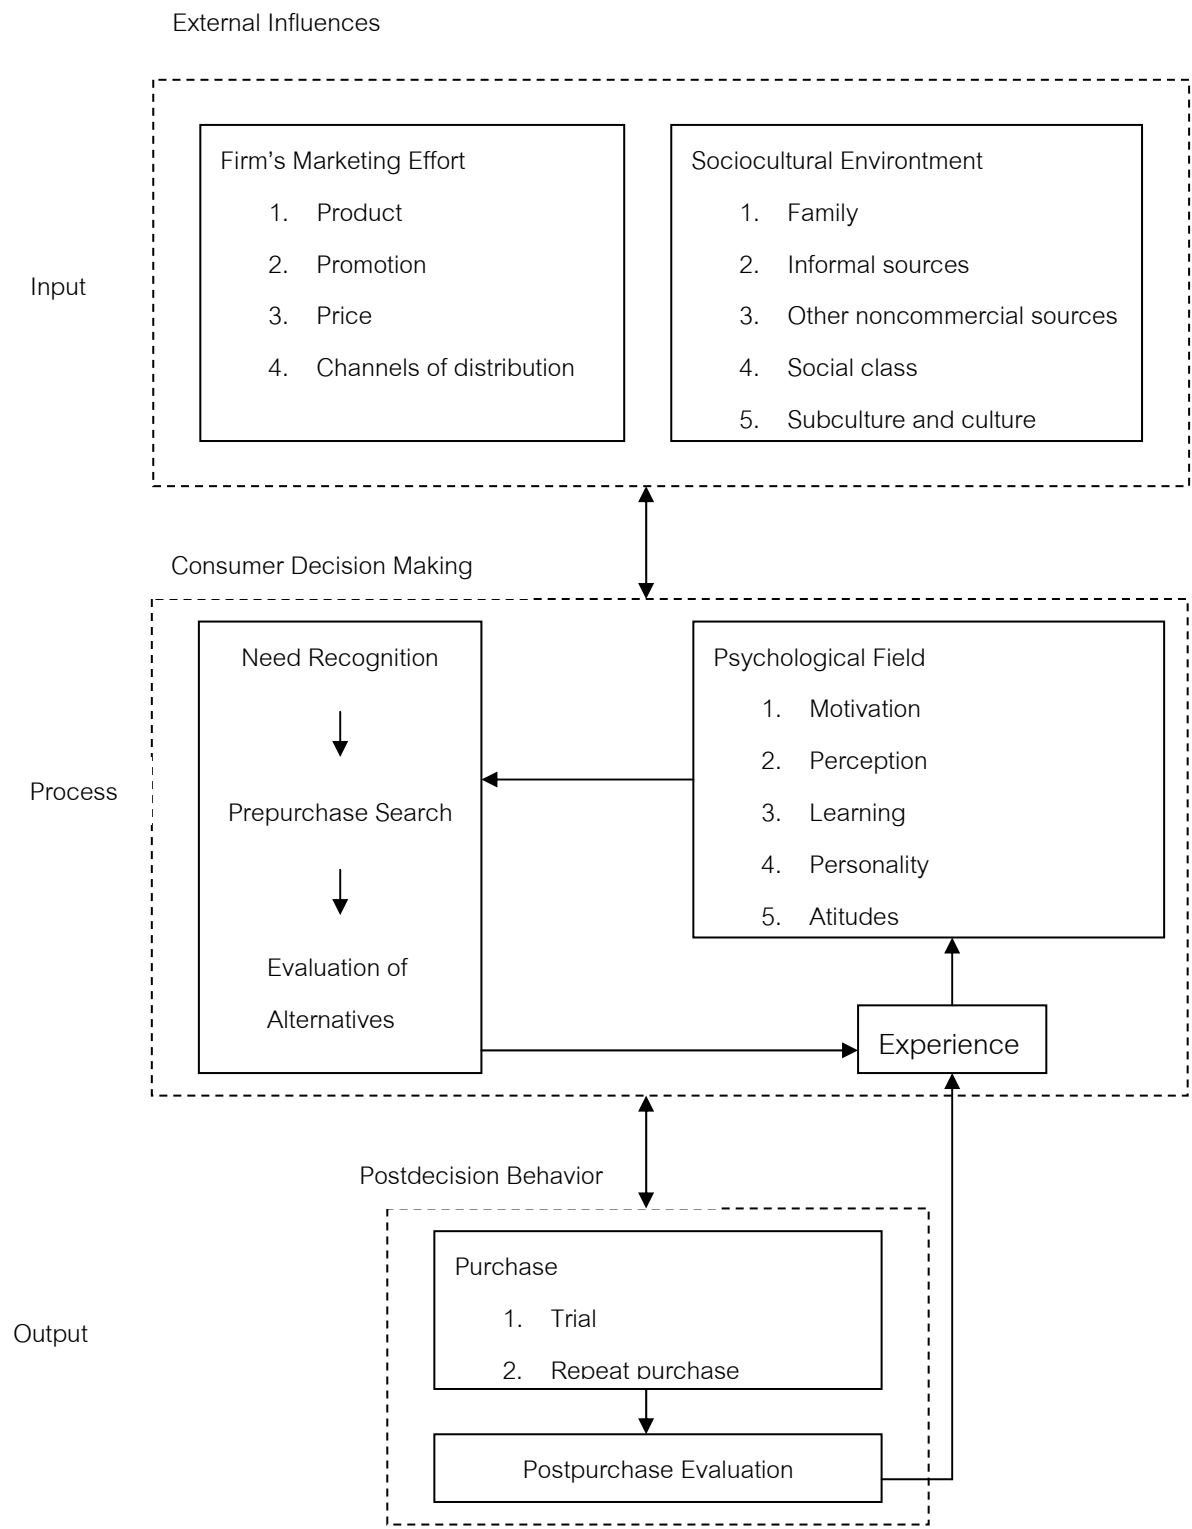 External Influences
Firm's Marketing Effort
1. Product
2. Promotion
3. Price
4. Channels of distribution
Sociocultural Environtment
1. Family
2. Informal sources
3. Other noncommercial sources
4. Social class
5. Subculture and culture
Input
Consumer Decision Making
Need Recognition
Prepurchase Search
Evaluation of
Alternatives
Psychological Field
1. Motivation
2. Perception
3. Learning
4. Personality
5. Atitudes
Experience
Process
Postdecision Behavior
Purchase
1. Trial
2. Repeat purchase
Postpurchase Evaluation
Output